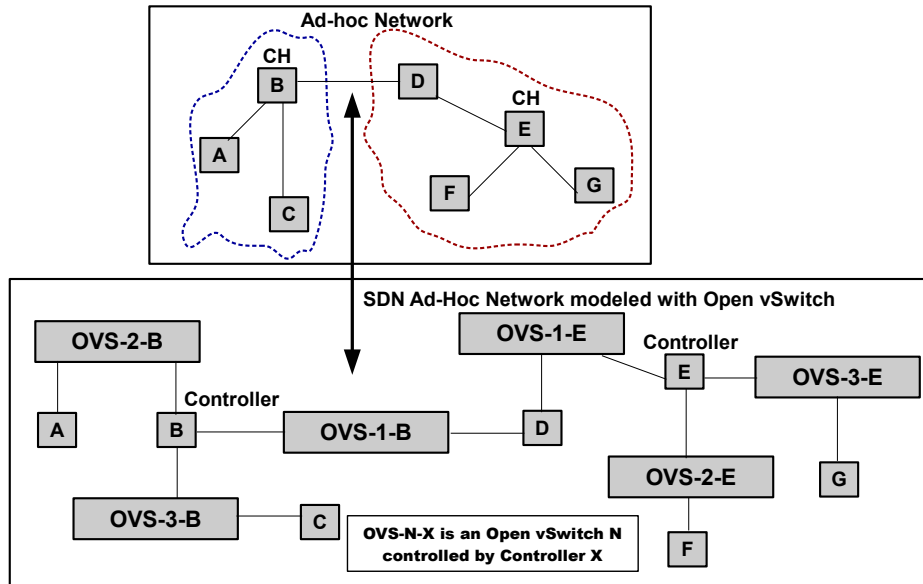 Ad-hoc Network
CH
B
D
CH
E
A
F
G
C
SDN Ad-Hoc Network modeled with Open vSwitch
OVS-2-B
OVS-1-E
Controller
E
OVS-3-E
Controller
A
B
OVS-1-B
D
OVS-2-E
G
OVS-3-B
C
OVS-N-X is an Open vSwitch N
controlled by Controller X
F